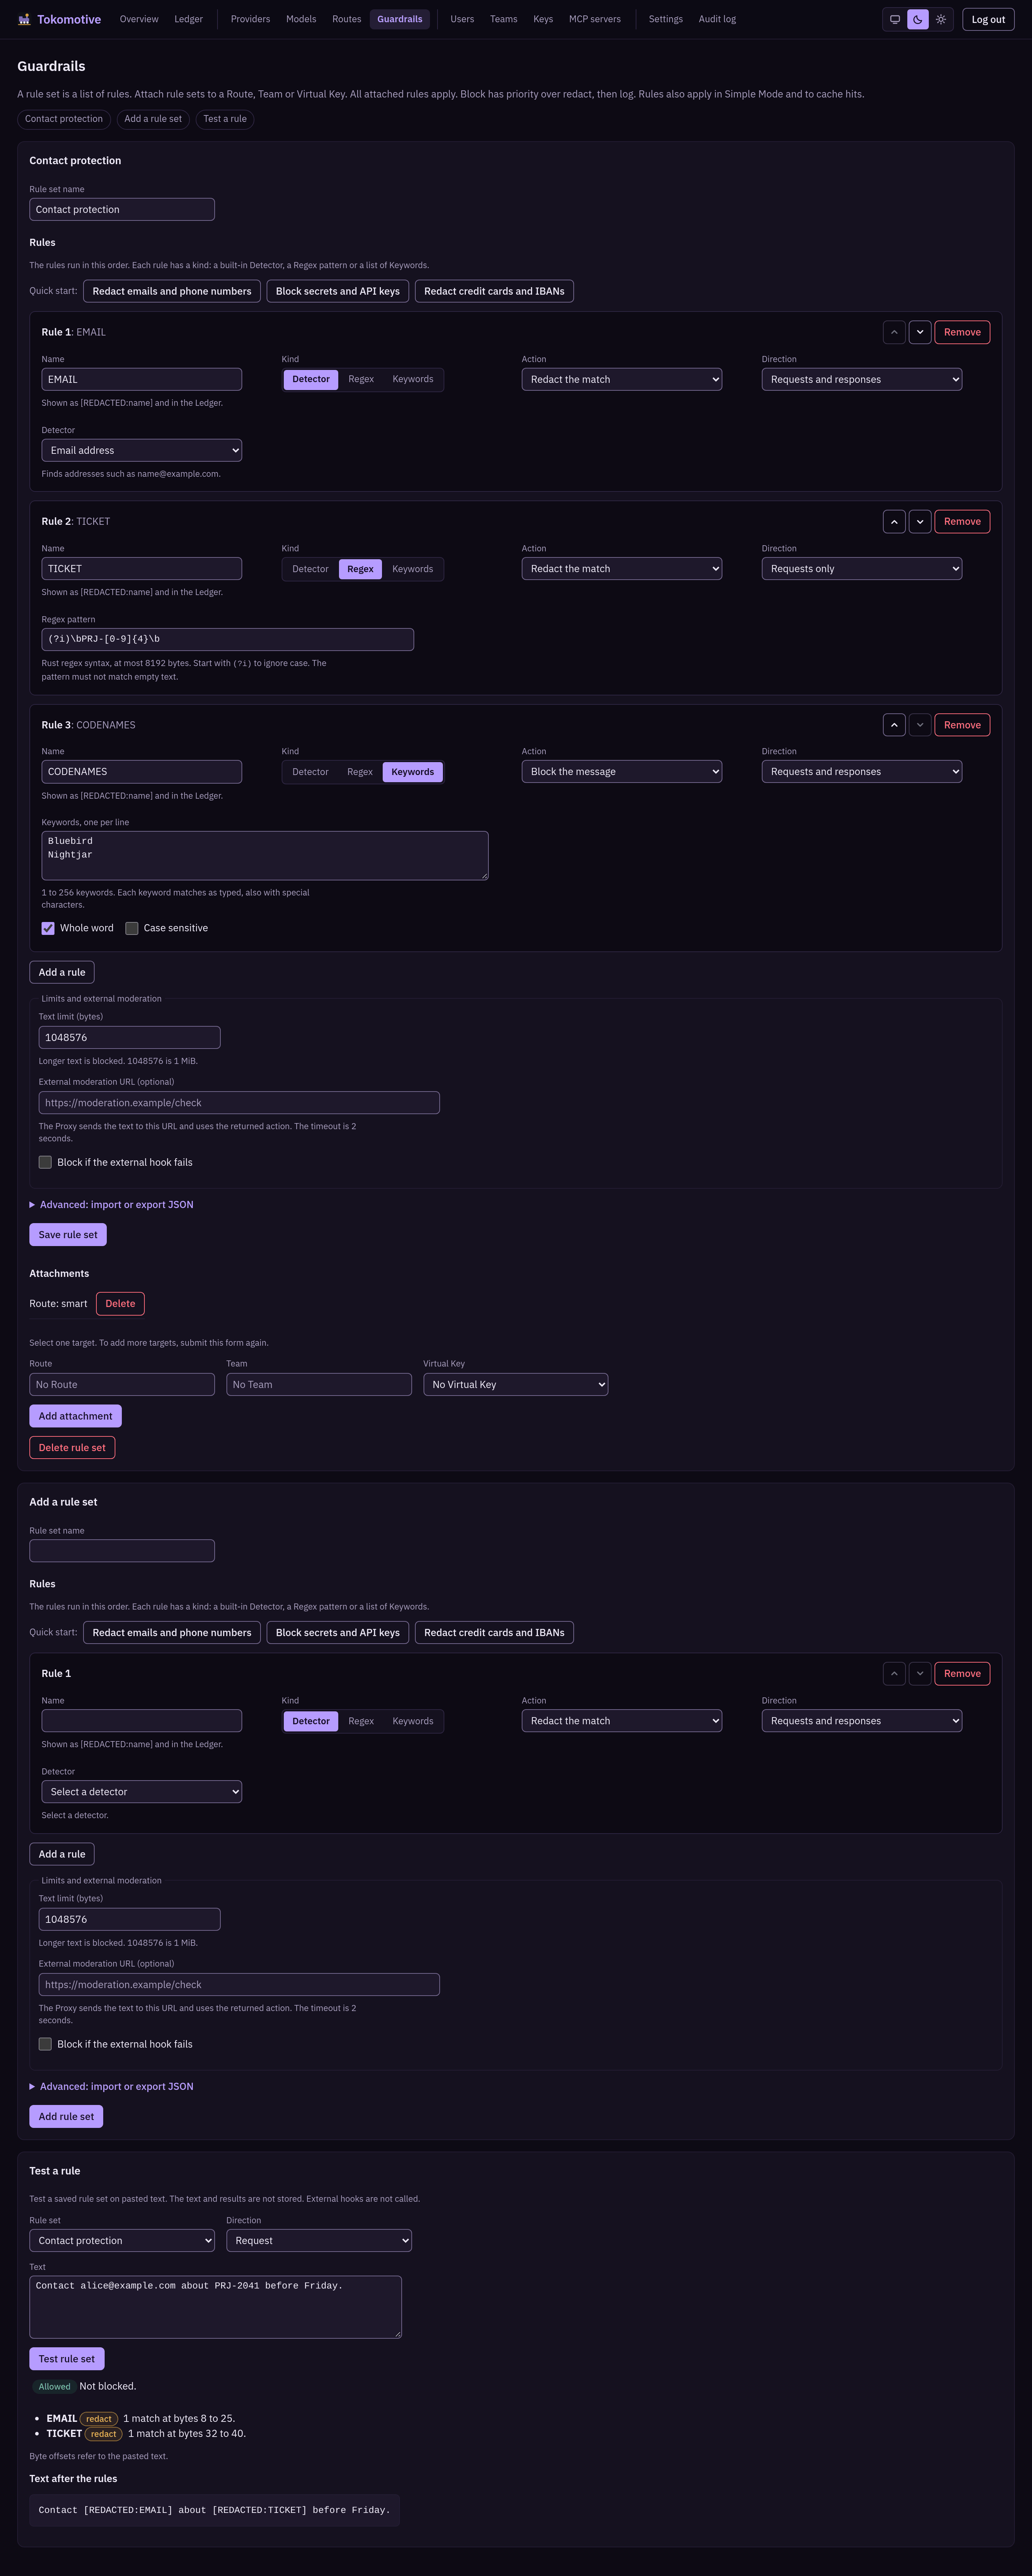 Tokomotive Overview Ledger Providers Models Routes Guardrails Users Teams Keys MCP servers Settings Audit log Log out
Guardrails
A rule set is a list of rules. Attach rule sets to a Route, Team or Virtual Key. All attached rules apply. Block has priority over redact, then log. Rules also apply in Simple Mode and to cache hits.
Contact protection Add a rule set Test a rule
Contact protection
Rule set name
Contact protection
Rules
The rules run in this order. Each rule has a kind: a built-in Detector, a Regex pattern or a list of Keywords.
Quick start: Redact emails and phone numbers Block secrets and API keys Redact credit cards and IBANs
Rule 1: EMAIL Remove
Name Kind Action Direction
EMAIL Detector Regex Keywords Redact the match Requests and responses
Shown as [REDACTED:name] and in the Ledger.
Detector
Email address
Finds addresses such as name@example.com.
Rule 2: TICKET Remove
Name Kind Action Direction
TICKET Detector Regex Keywords Redact the match Requests only
Shown as [REDACTED:name] and in the Ledger.
Regex pattern
(?i)\bPRJ-[0-9]{4}\b
Rust regex syntax, at most 8192 bytes. Start with (?i) to ignore case. The
pattern must not match empty text.
Rule 3: CODENAMES Remove
Name Kind Action Direction
CODENAMES Detector Regex Keywords Block the message Requests and responses
Shown as [REDACTED:name] and in the Ledger.
Keywords, one per line
Bluebird
Nightjar
1 to 256 keywords. Each keyword matches as typed, also with special
characters.
Whole word Case sensitive
Add a rule
Limits and external moderation
Text limit (bytes)
1048576
Longer text is blocked. 1048576 is 1 MiB.
External moderation URL (optional)
https://moderation.example/check
The Proxy sends the text to this URL and uses the returned action. The timeout is 2
seconds.
Block if the external hook fails
Advanced: import or export JSON
Save rule set
Attachments
Route: smart Delete
Select one target. To add more targets, submit this form again.
Route Team Virtual Key
No Route No Team No Virtual Key
Add attachment
Delete rule set
Add a rule set
Rule set name
Rules
The rules run in this order. Each rule has a kind: a built-in Detector, a Regex pattern or a list of Keywords.
Quick start: Redact emails and phone numbers Block secrets and API keys Redact credit cards and IBANs
Rule 1 Remove
Name Kind Action Direction
Detector Regex Keywords Redact the match Requests and responses
Shown as [REDACTED:name] and in the Ledger.
Detector
Select a detector
Select a detector.
Add a rule
Limits and external moderation
Text limit (bytes)
1048576
Longer text is blocked. 1048576 is 1 MiB.
External moderation URL (optional)
https://moderation.example/check
The Proxy sends the text to this URL and uses the returned action. The timeout is 2
seconds.
Block if the external hook fails
Advanced: import or export JSON
Add rule set
Test a rule
Test a saved rule set on pasted text. The text and results are not stored. External hooks are not called.
Rule set Direction
Contact protection Request
Text
Contact alice@example.com about PRJ-2041 before Friday.
Test rule set
Allowed Not blocked.
EMAIL redact 1 match at bytes 8 to 25.
TICKET redact 1 match at bytes 32 to 40.
Byte offsets refer to the pasted text.
Text after the rules
Contact [REDACTED:EMAIL] about [REDACTED:TICKET] before Friday.